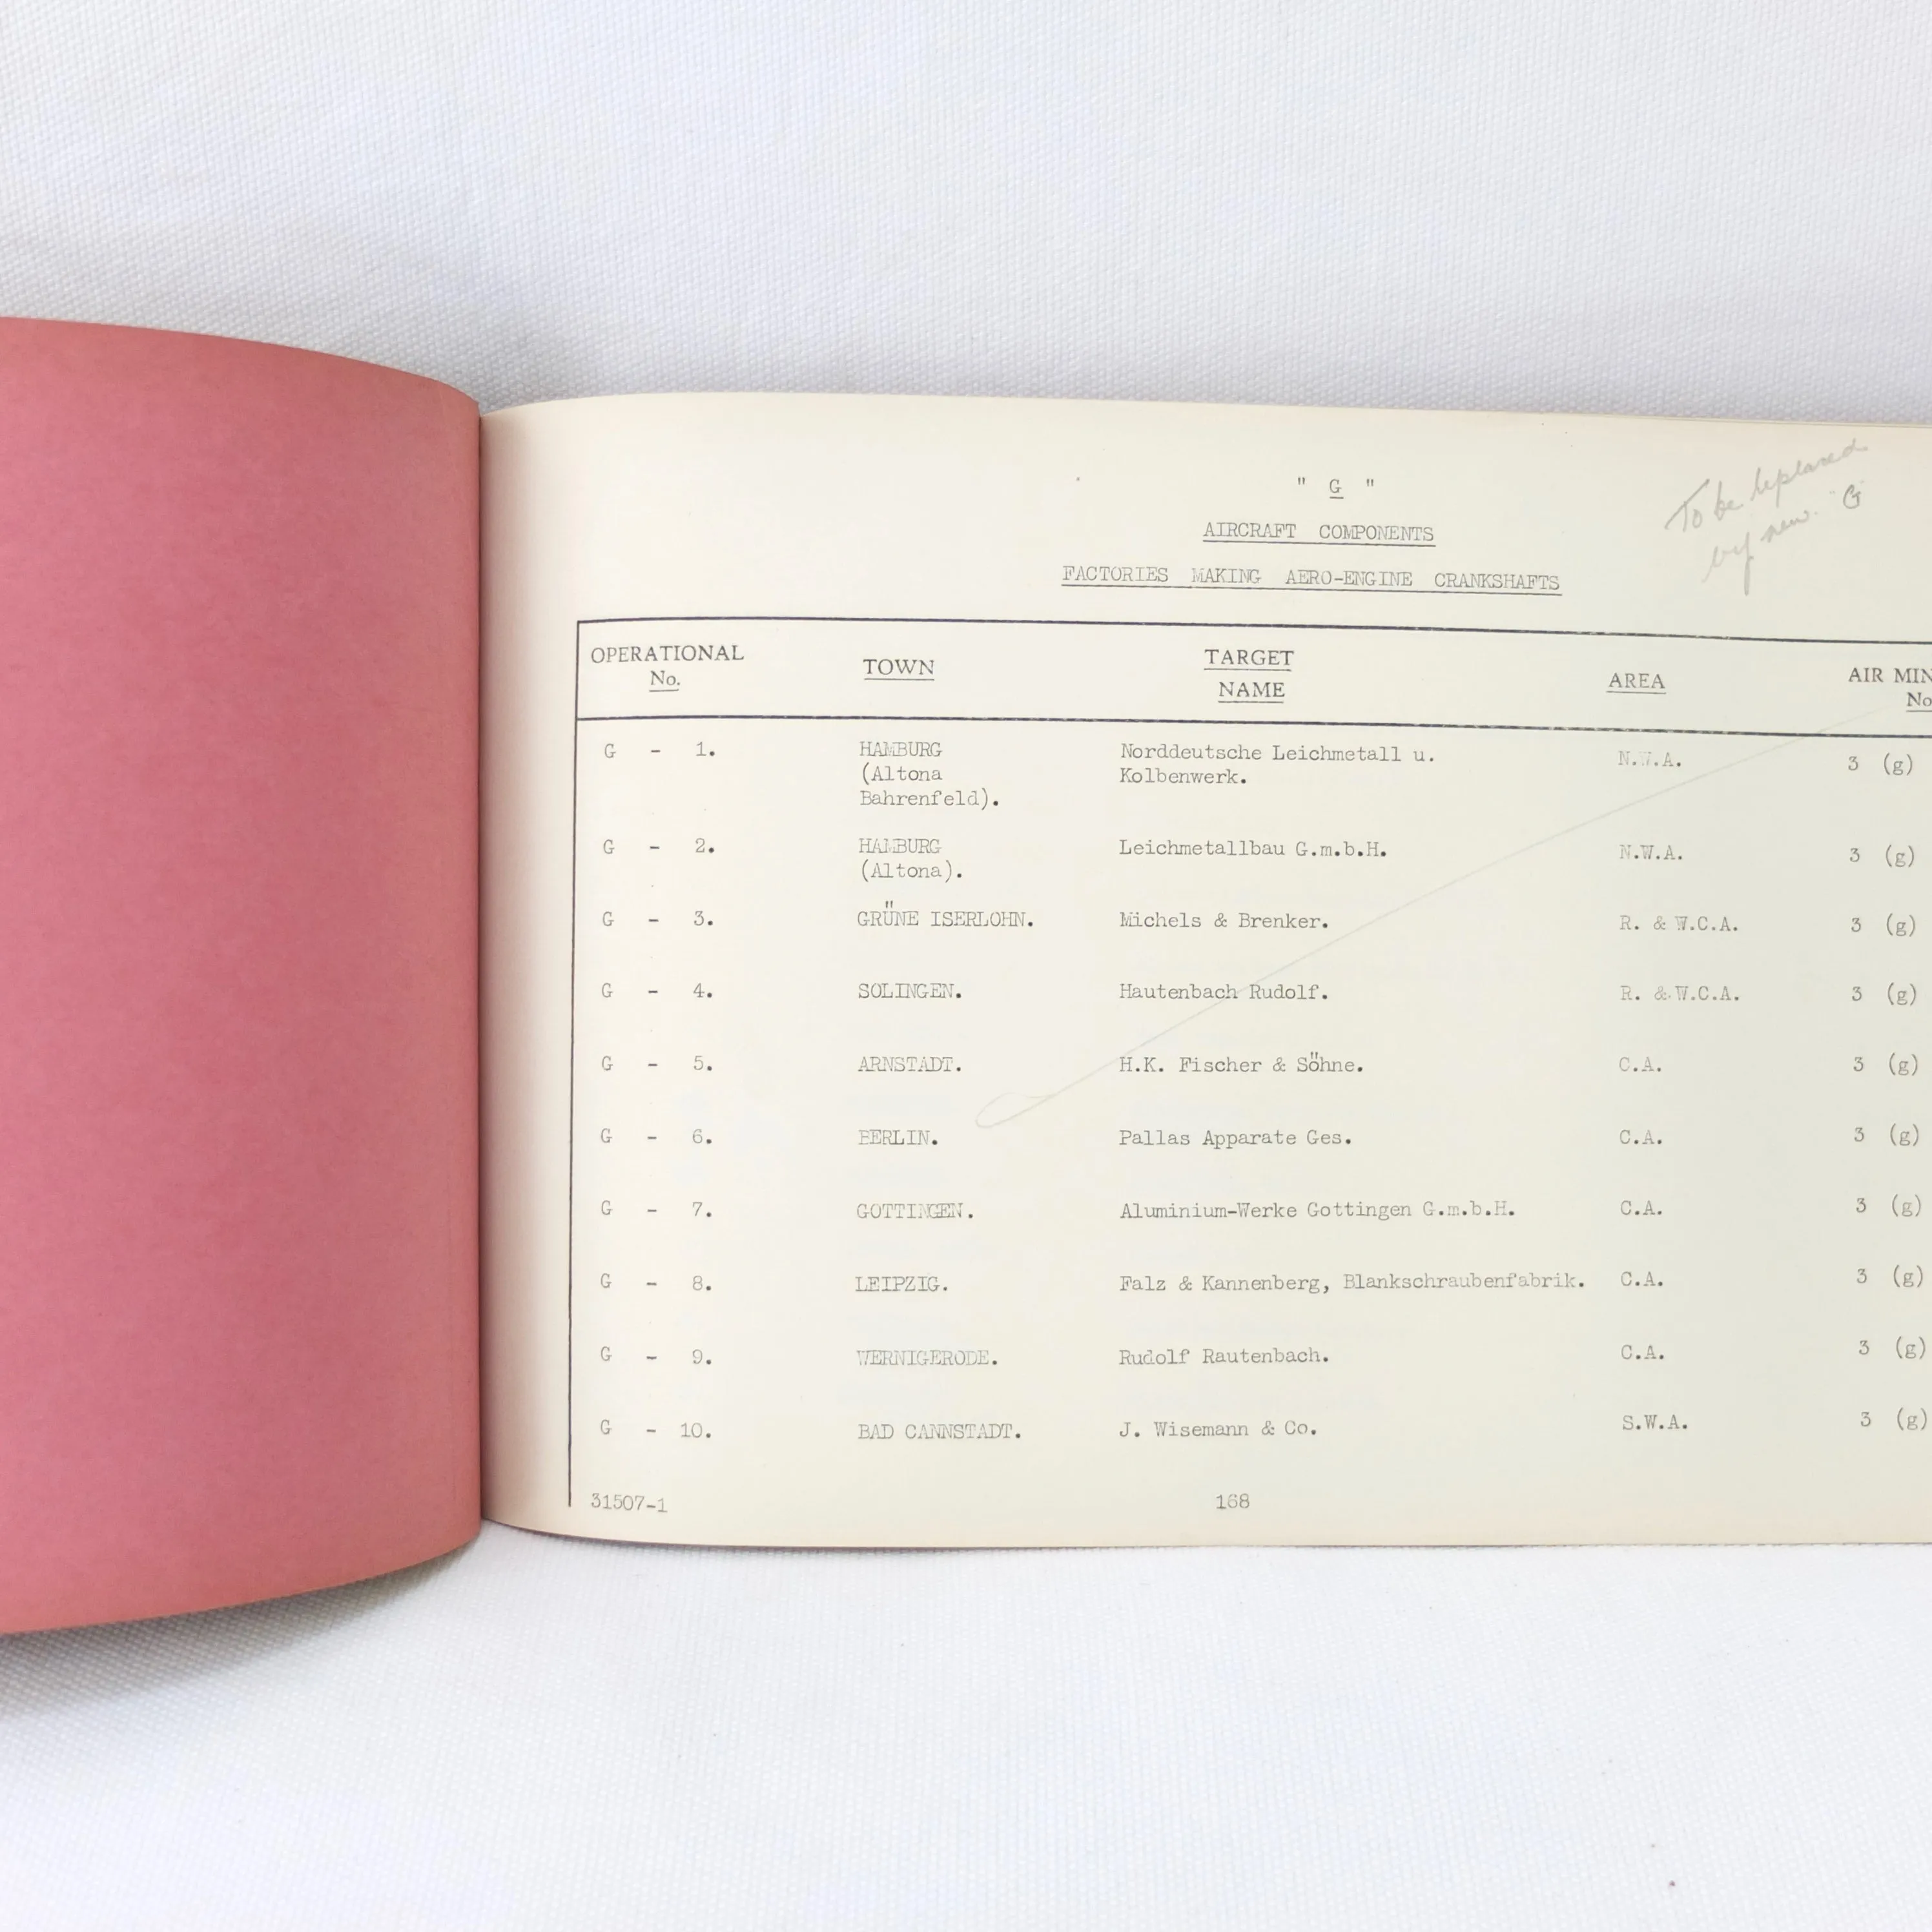 " G "
To be replaced
by new "G"
AIRCRAFT COMPONENTS
FACTORIES MAKING AERO-ENGINE CRANKSHAFTS
OPERATIONAL No. TOWN TARGET NAME AREA AIR MIN No
G - 1. HAMBURG (Altona Bahrenfeld). Norddeutsche Leichmetall u. Kolbenwerk. N.W.A. 3 (g)
G - 2. HAMBURG (Altona). Leichmetallbau G.m.b.H. N.W.A. 3 (g)
G - 3. GRÜNE ISERLOHN. Michels & Brenker. R. & W.C.A. 3 (g)
G - 4. SOLINGEN. Hautenbach Rudolf. R. & W.C.A. 3 (g)
G - 5. ARNSTADT. H.K. Fischer & Söhne. C.A. 3 (g)
G - 6. BERLIN. Pallas Apparate Ges. C.A. 3 (g)
G - 7. GOTTINGEN. Aluminium-Werke Gottingen G.m.b.H. C.A. 3 (g)
G - 8. LEIPZIG. Falz & Kannenberg, Blankschraubenfabrik. C.A. 3 (g)
G - 9. WERNIGERODE. Rudolf Rautenbach. C.A. 3 (g)
G - 10. BAD CANNSTADT. J. Wisemann & Co. S.W.A. 3 (g)
31507-1 168